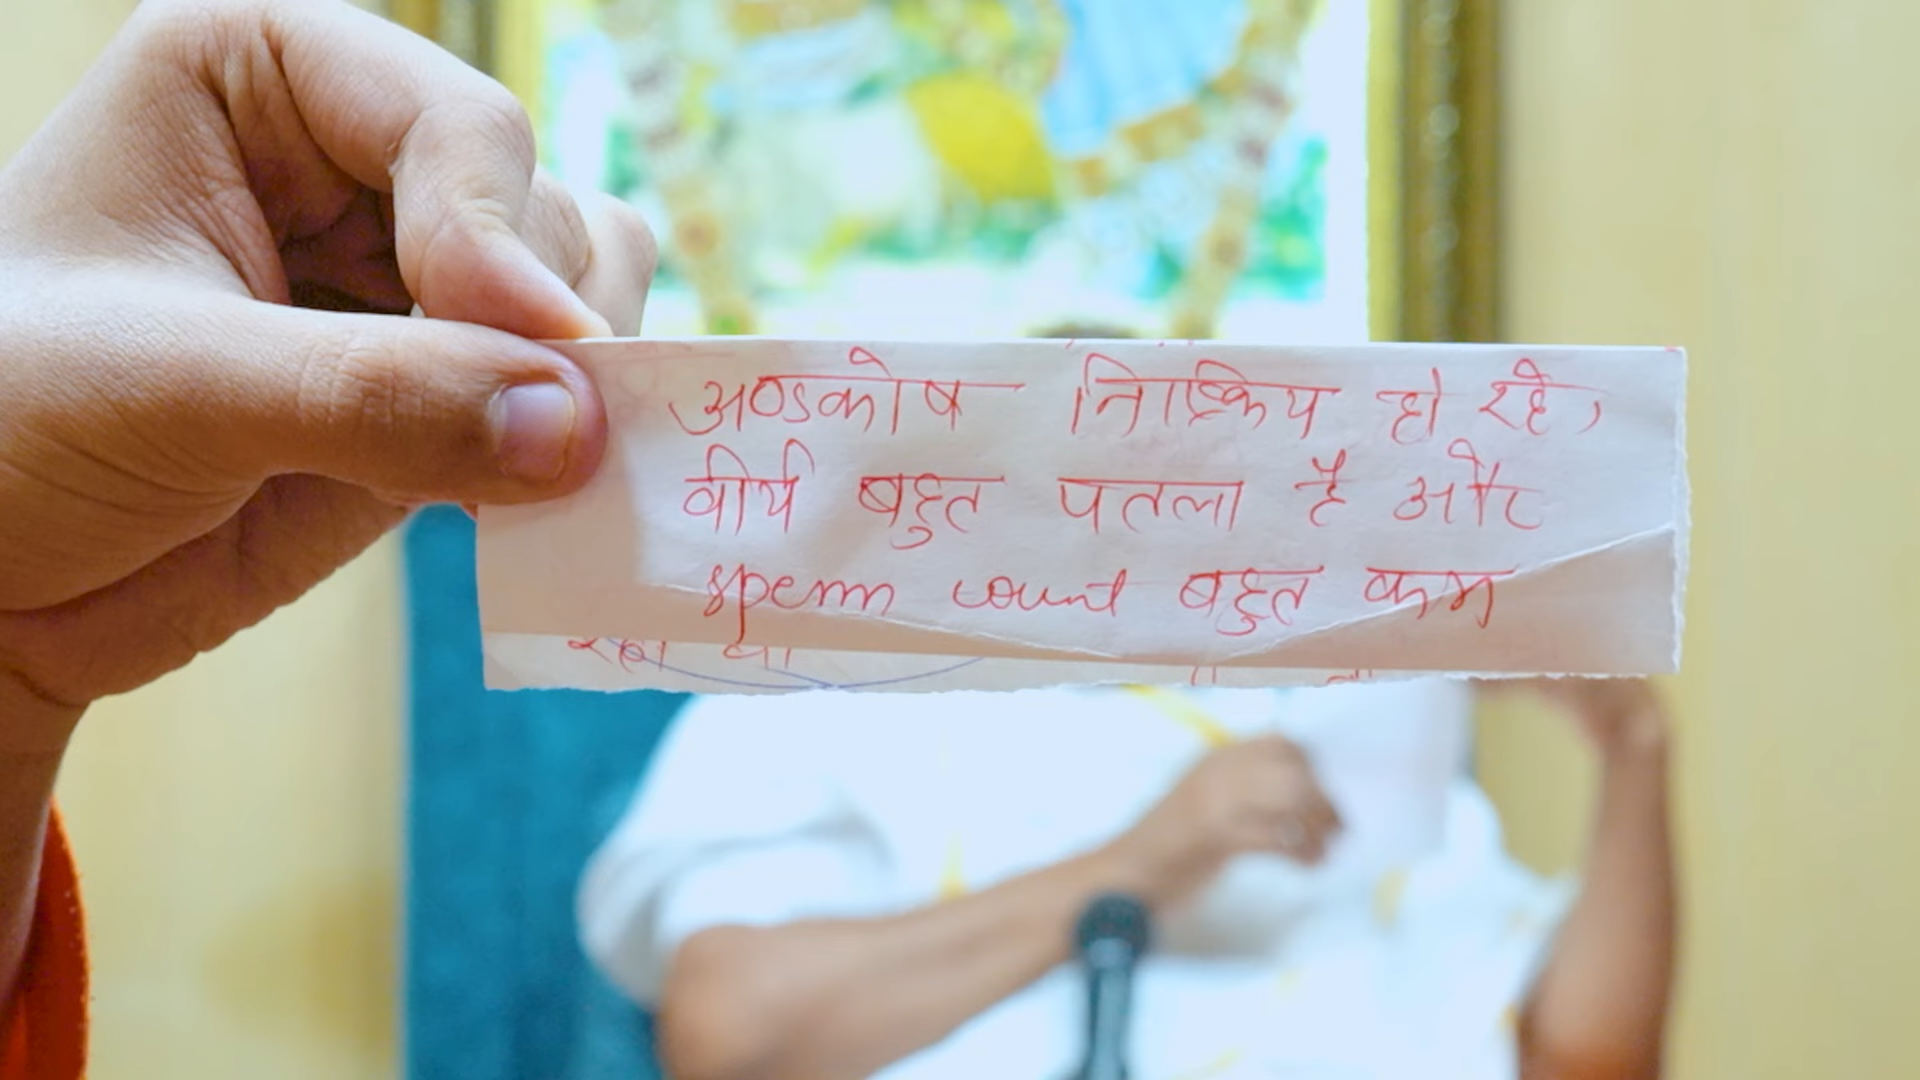 अण्डकोष निष्क्रिय हो रहे,
वीर्य बहुत पतला है और
sperm count बहुत कम